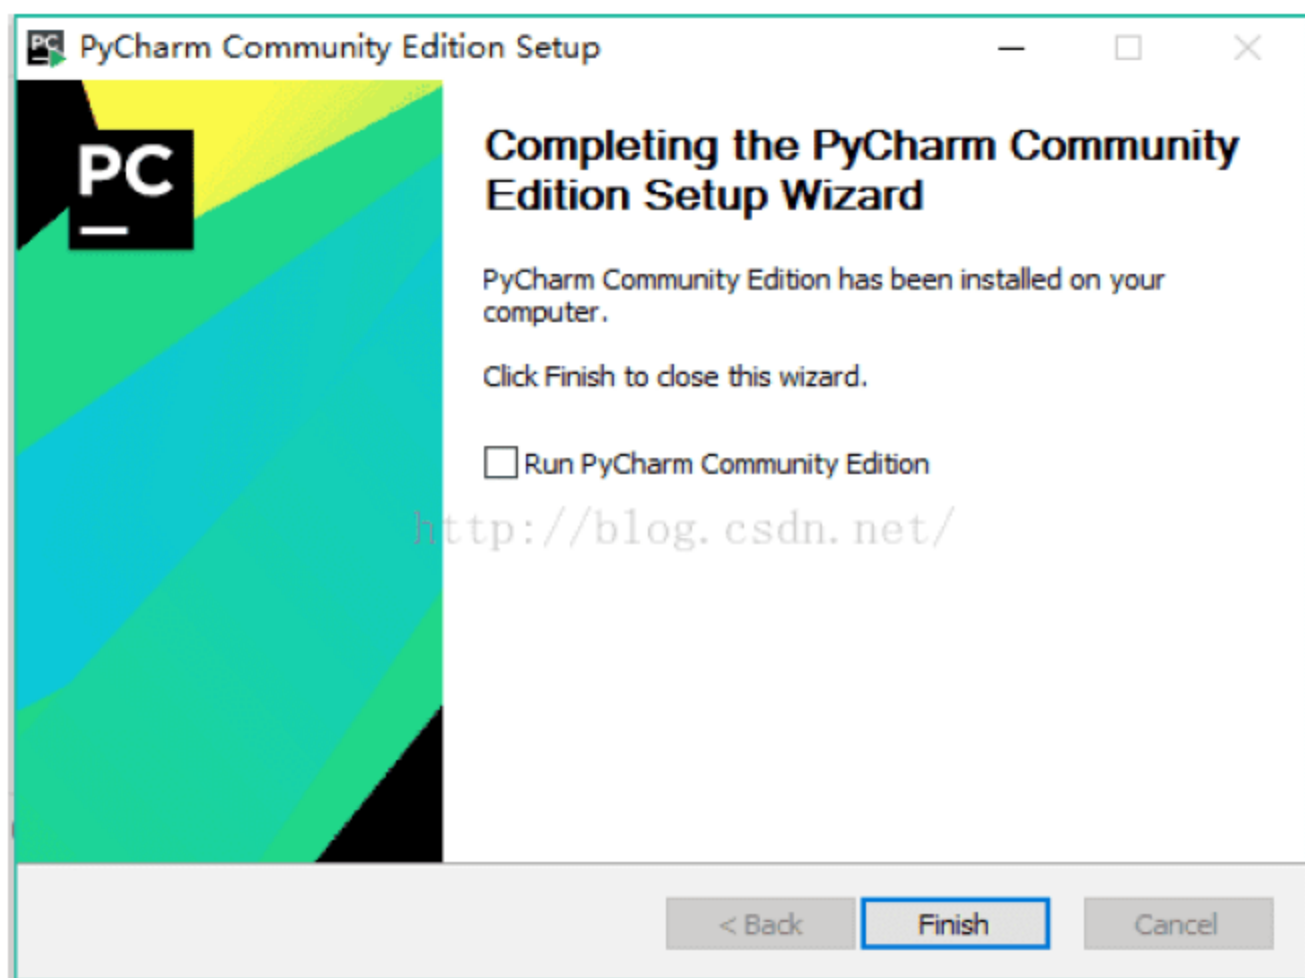 PyCharm Community Edition Setup
PC
Completing the PyCharm Community
Edition Setup Wizard
PyCharm Community Edition has been installed on your
computer.
Click Finish to close this wizard.
Run PyCharm Community Edition
http://blog.csdn.net/
< Back
Finish
Cancel